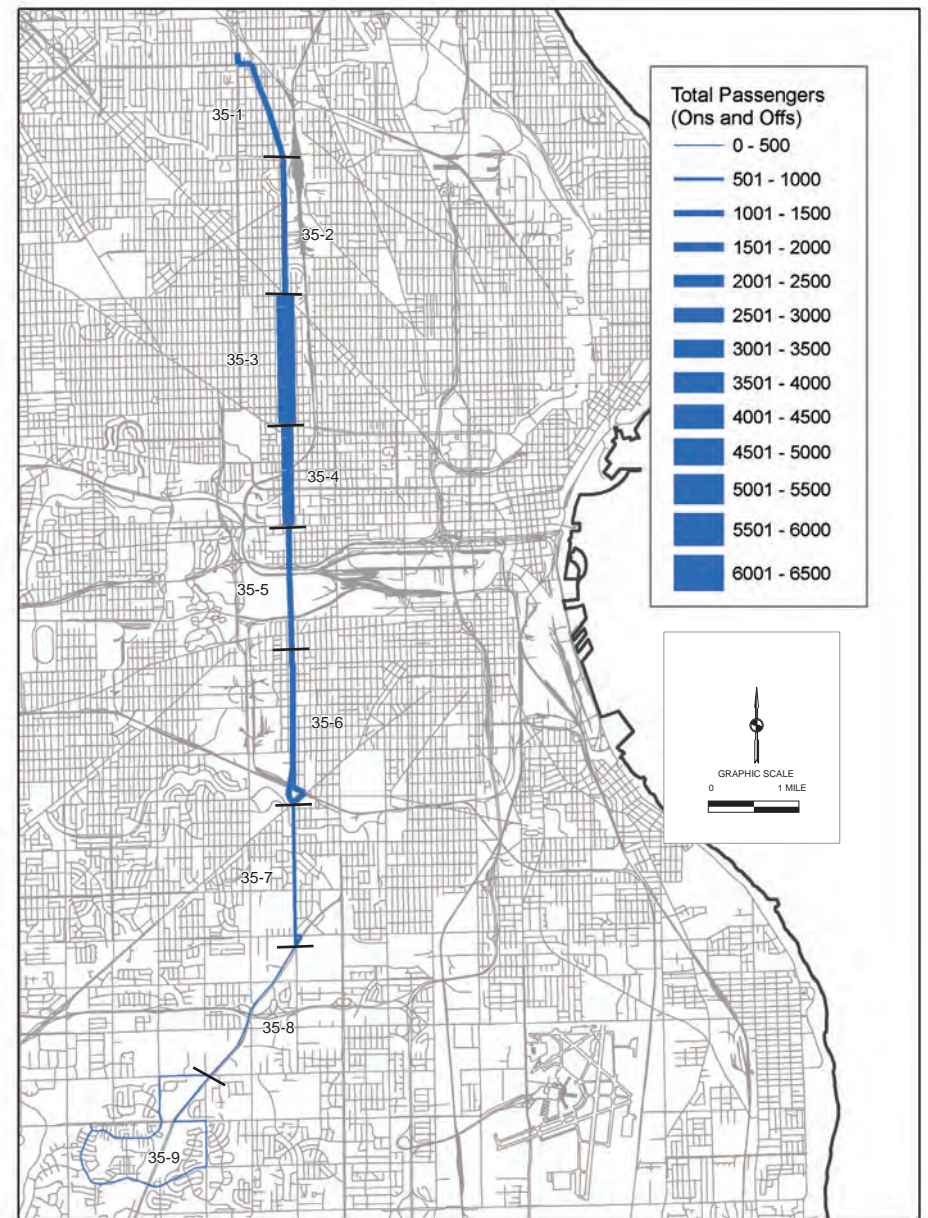 35-1
35-2
35-3
35-4
35-5
35-6
35-7
35-8
35-9
Total Passengers
(Ons and Offs)
0 - 500
501 - 1000
1001 - 1500
1501 - 2000
2001 - 2500
2501 - 3000
3001 - 3500
3501 - 4000
4001 - 4500
4501 - 5000
5001 - 5500
5501 - 6000
6001 - 6500
GRAPHIC SCALE
0 1 MILE